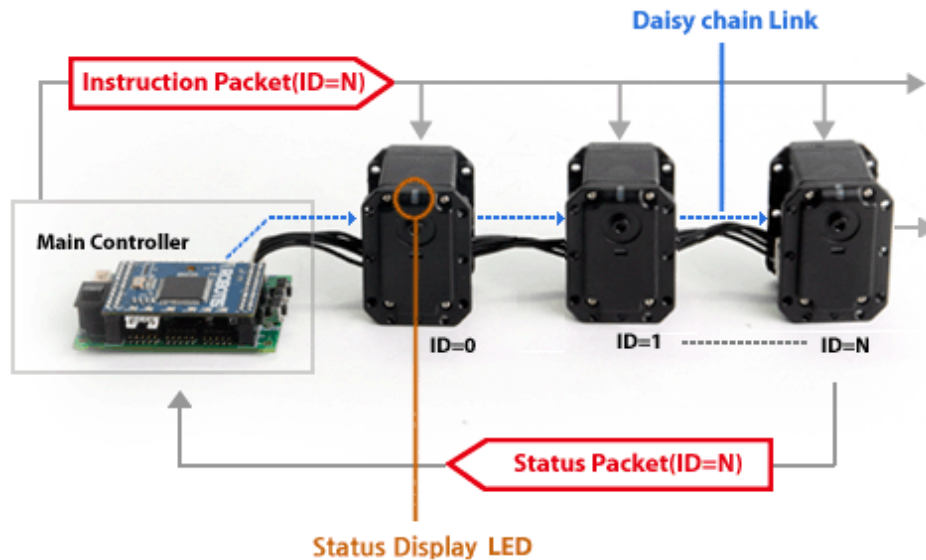 Daisy chain Link
Instruction Packet(ID=N)
Main Controller
ROBOTIS
ID=0
ID=1
ID=N
Status Packet(ID=N)
Status Display LED